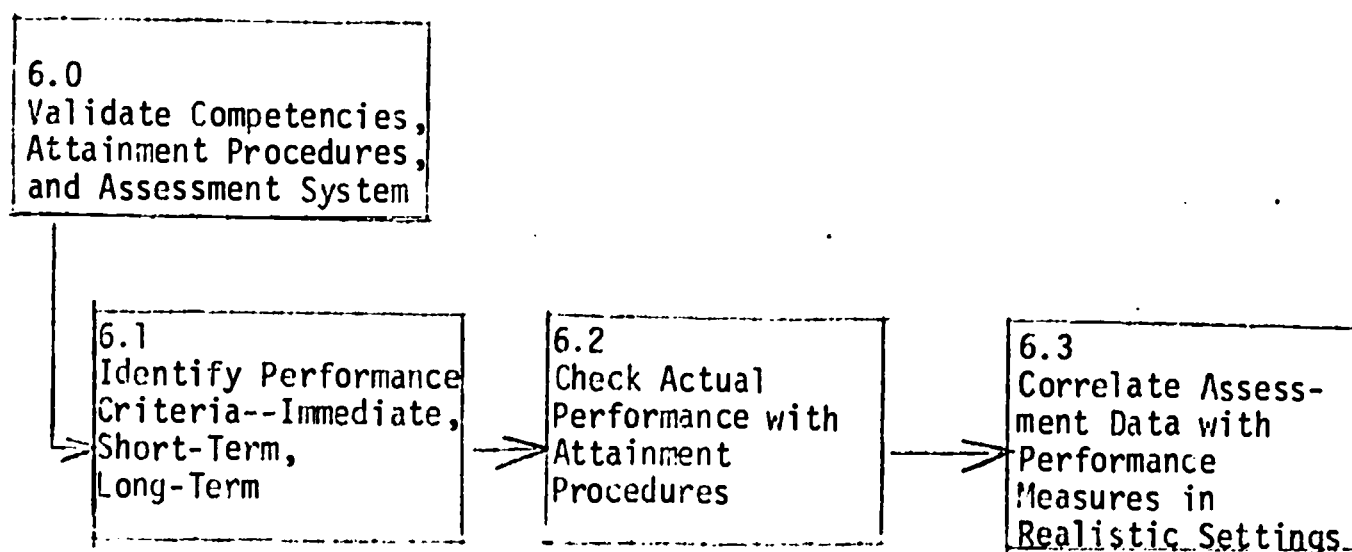 6.0
Validate Competencies,
Attainment Procedures,
and Assessment System
6.1
Identify Performance
Criteria--Immediate,
Short-Term,
Long-Term
6.2
Check Actual
Performance with
Attainment
Procedures
6.3
Correlate Assess-
ment Data with
Performance
Measures in
Realistic Settings